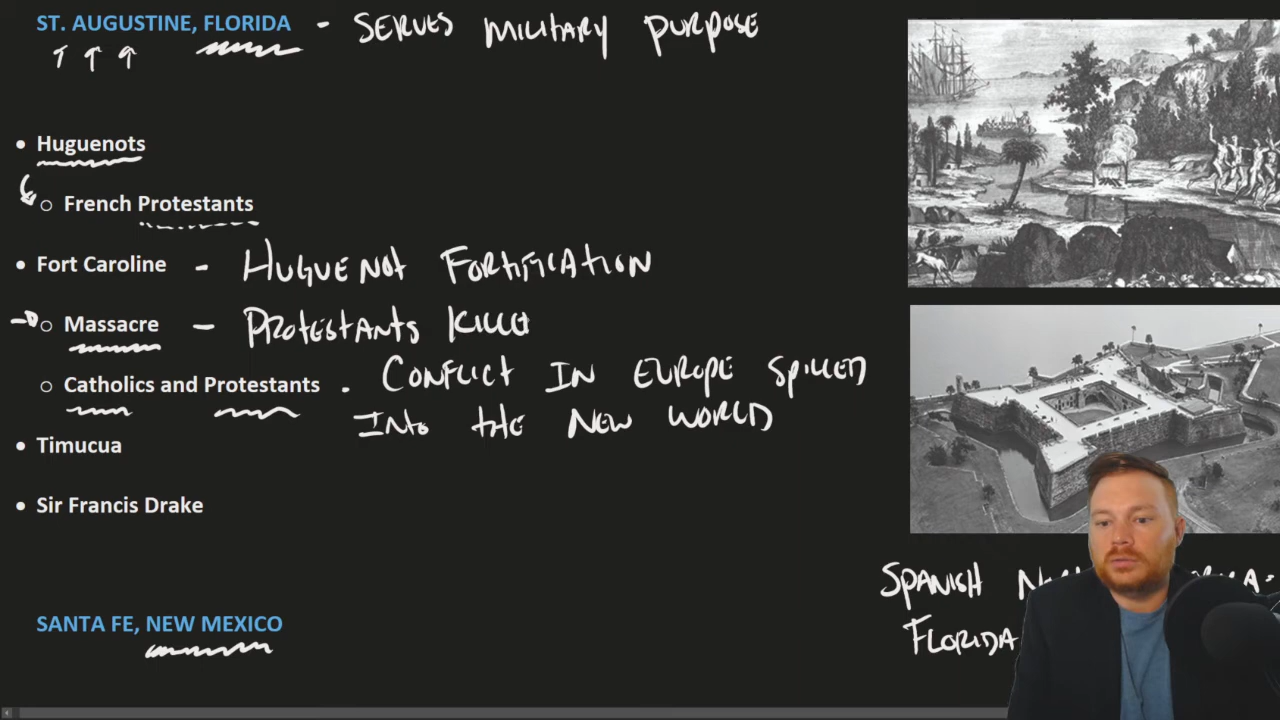 ST. AUGUSTINE, FLORIDA - SERVES MILITARY PURPOSE
• Huguenots
○ French Protestants
• Fort Caroline - HUGUENOT FORTIFICATION
○ Massacre - PROTESTANTS KILLED
○ Catholics and Protestants . CONFLICT IN EUROPE SPILLED
INTO THE NEW WORLD
• Timucua
• Sir Francis Drake
SPANISH
FLORIDA
SANTA FE, NEW MEXICO